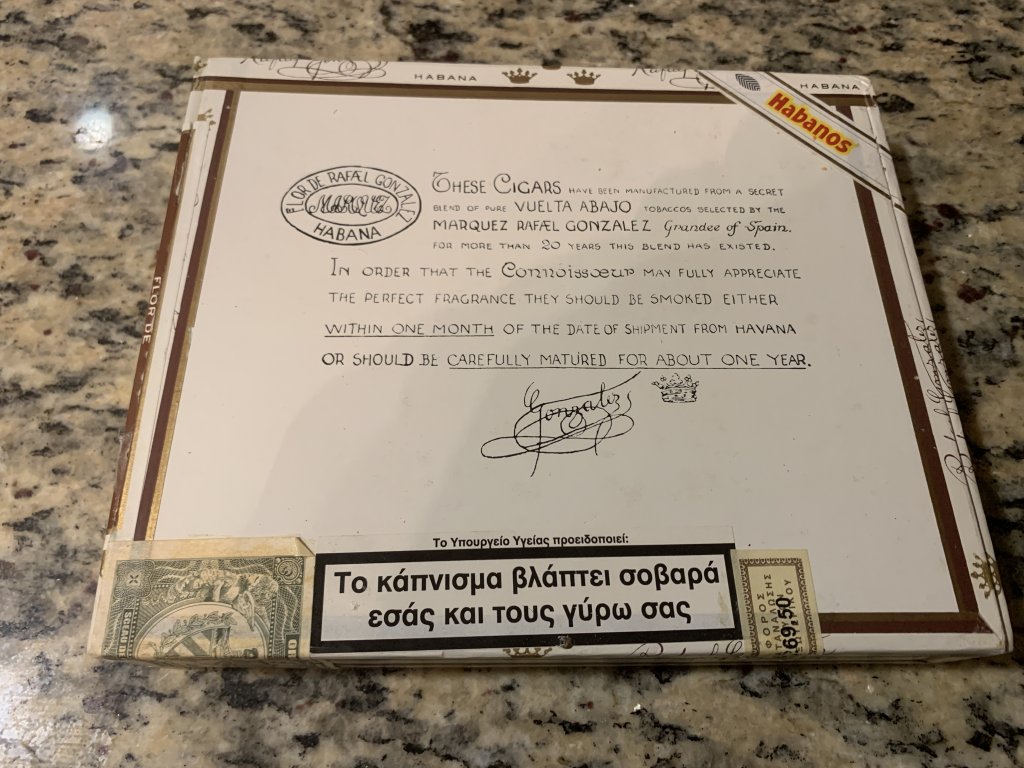 HABANA
HABANA
Habanos
FLOR DE RAFÆL GONZALEZ
MARQUEZ
HABANA
THESE CIGARS HAVE BEEN MANUFACTURED FROM A SECRET
BLEND OF PURE VUELTA ABAJO TOBACCOS SELECTED BY THE
MARQUEZ RAFÆL GONZALEZ Grandee of Spain.
FOR MORE THAN 20 YEARS THIS BLEND HAS EXISTED.
IN ORDER THAT THE Connoissœur MAY FULLY APPRECIATE
THE PERFECT FRAGRANCE THEY SHOULD BE SMOKED EITHER
WITHIN ONE MONTH OF THE DATE OF SHIPMENT FROM HAVANA
OR SHOULD BE CAREFULLY MATURED FOR ABOUT ONE YEAR.
Gonzalez
FLOR DE
Το Υπουργείο Υγείας προειδοποιεί:
Το κάπνισμα βλάπτει σοβαρά
εσάς και τους γύρω σας
ΦΟΡΟΣ
69,50